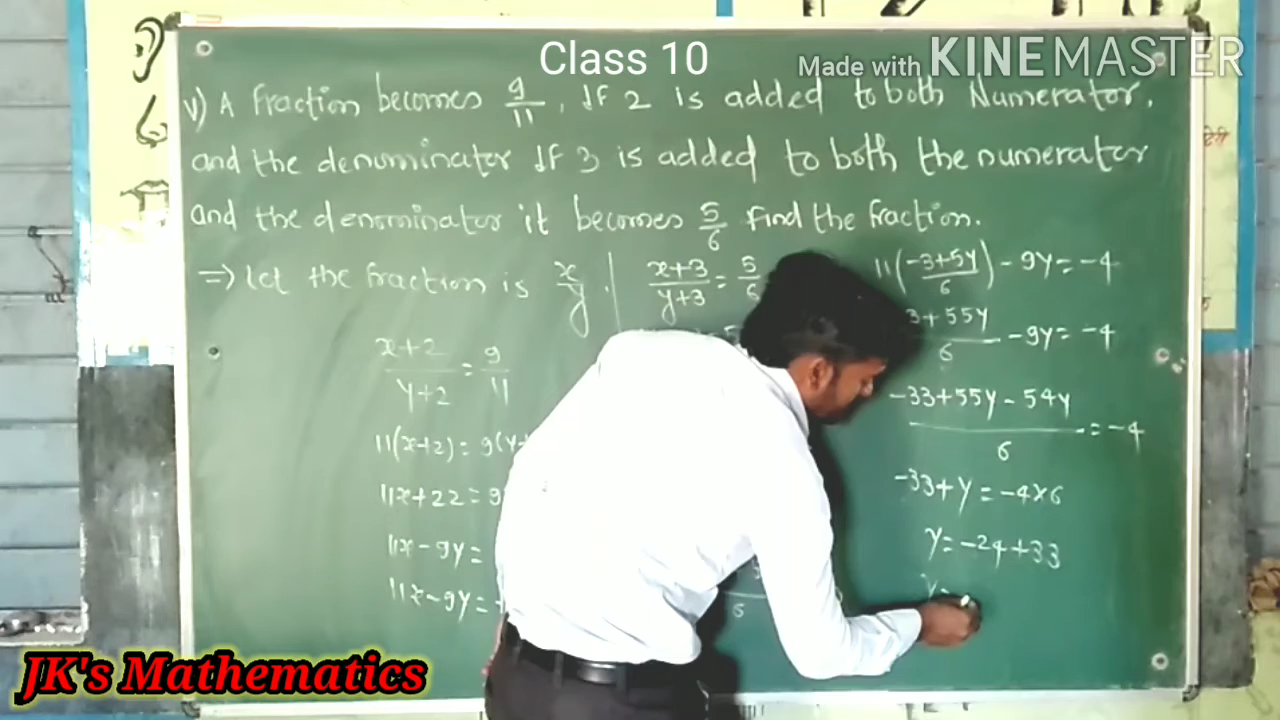 Class 10
Made with KINEMASTER
v) A fraction becomes 9/11, If 2 is added to both Numerator.
and the denuminator If 3 is added to both the numerator
and the denominator it becomes 5/6 find the fraction.
=> let the fraction is x/y.
x+2/y+2 = 9/11
11(x+2) = 9(y+
11x+22 = 9
11x-9y=
11x-9y=-
x+3/y+3 = 5/6
6
11(-3+5y/6) - 9y = -4
3+55y/6 - 9y = -4
-33+55y-54y/6 = -4
-33+y = -4×6
y = -24+33
y=
JK's Mathematics